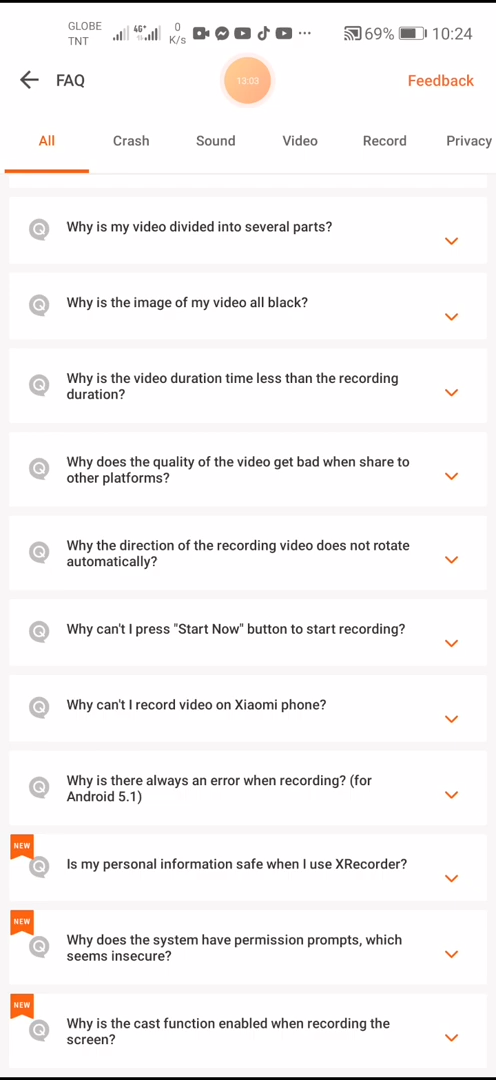 GLOBE
TNT
4G+
0
K/s
69%
10:24
FAQ
13:03
Feedback
All
Crash
Sound
Video
Record
Privacy
Why is my video divided into several parts?
Why is the image of my video all black?
Why is the video duration time less than the recording
duration?
Why does the quality of the video get bad when share to
other platforms?
Why the direction of the recording video does not rotate
automatically?
Why can't I press "Start Now" button to start recording?
Why can't I record video on Xiaomi phone?
Why is there always an error when recording? (for
Android 5.1)
NEW
Is my personal information safe when I use XRecorder?
NEW
Why does the system have permission prompts, which
seems insecure?
NEW
Why is the cast function enabled when recording the
screen?